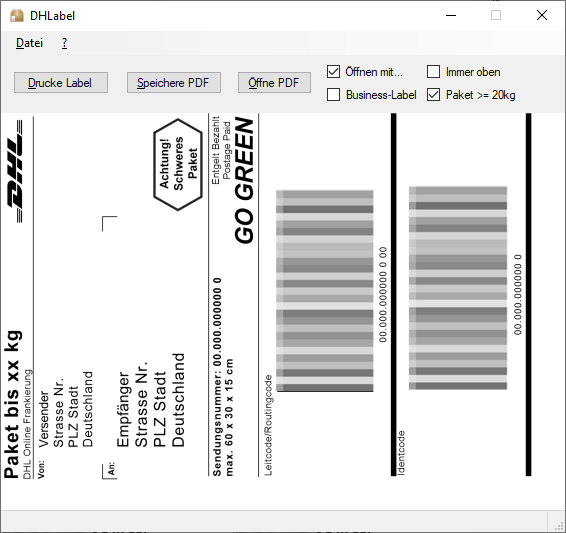 DHLabel
Datei ?
Drucke Label
Speichere PDF
Öffne PDF
Öffnen mit...
Immer oben
Business-Label
Paket >= 20kg
DHL
Paket bis xx kg
DHL Online Frankierung
Von:
Versender
Strasse Nr.
PLZ Stadt
Deutschland
Achtung!
Schweres
Paket
An:
Empfänger
Strasse Nr.
PLZ Stadt
Deutschland
Entgelt Bezahlt
Postage Paid
GO GREEN
Sendungsnummer: 00.000.000000 0
max. 60 x 30 x 15 cm
Leitcode/Routingcode
00.000.000000 0 00
Identcode
00.000.000000 0